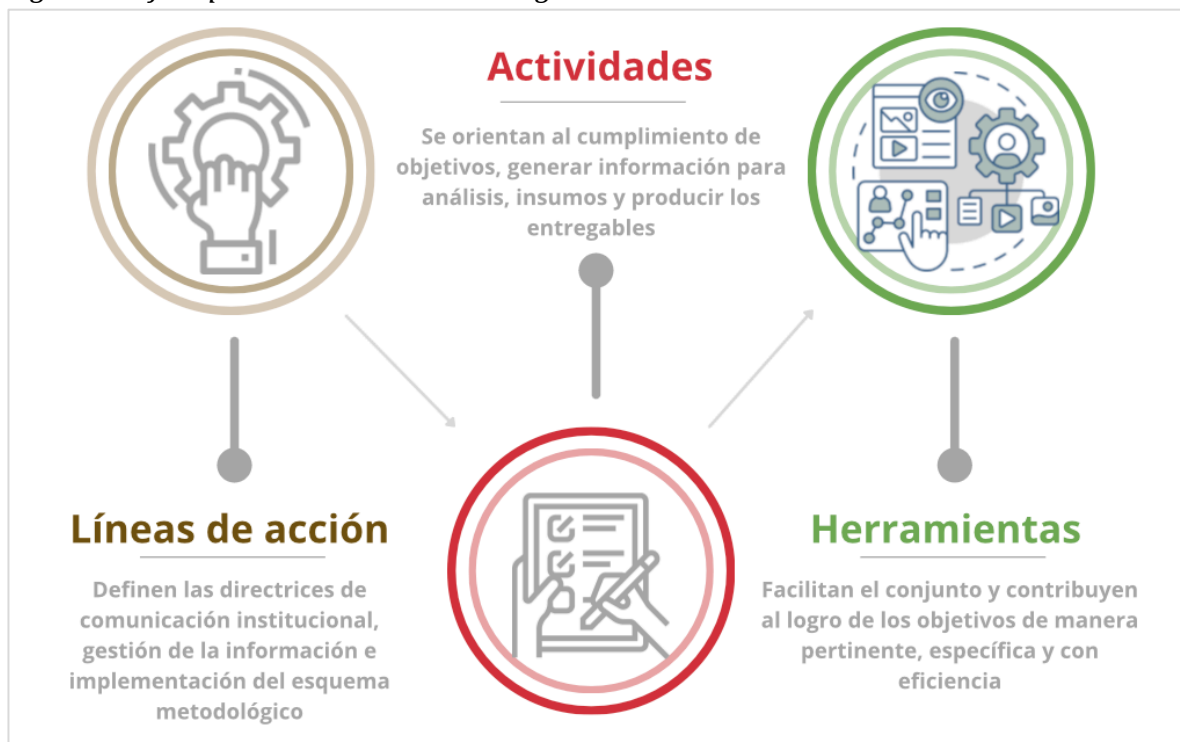 Actividades
Se orientan al cumplimiento de
objetivos, generar información para
análisis, insumos y producir los
entregables
Líneas de acción
Definen las directrices de
comunicación institucional,
gestión de la información e
implementación del esquema
metodológico
Herramientas
Facilitan el conjunto y contribuyen
al logro de los objetivos de manera
pertinente, específica y con
eficiencia